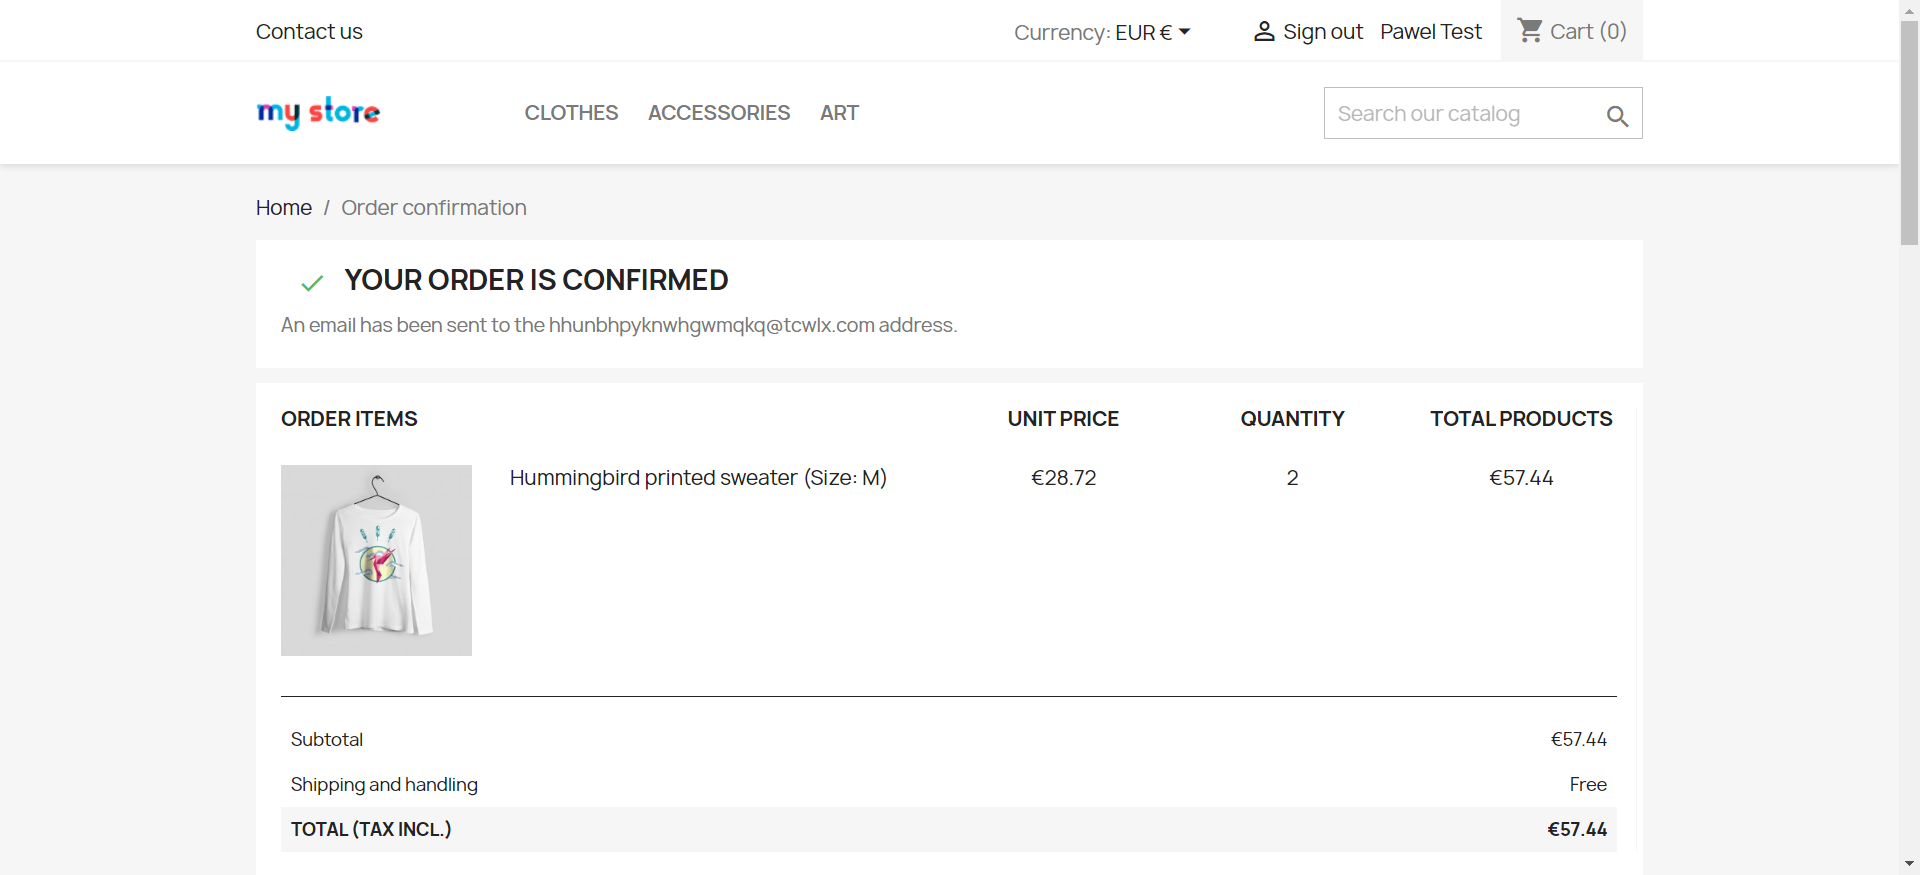 Contact us
Currency: EUR €
Sign out
Pawel Test
Cart (0)
my store
CLOTHES
ACCESSORIES
ART
Search our catalog
Home / Order confirmation
YOUR ORDER IS CONFIRMED
An email has been sent to the hhunbhpyknwhgwmqkq@tcwlx.com address.
ORDER ITEMS UNIT PRICE QUANTITY TOTAL PRODUCTS
Hummingbird printed sweater (Size: M) €28.72 2 €57.44
Subtotal €57.44
Shipping and handling Free
TOTAL (TAX INCL.) €57.44